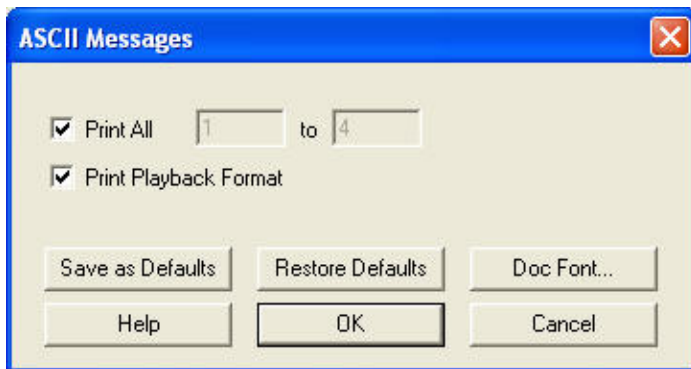 ASCII Messages
Print All 1 to 4
Print Playback Format
Save as Defaults Restore Defaults Doc Font...
Help OK Cancel